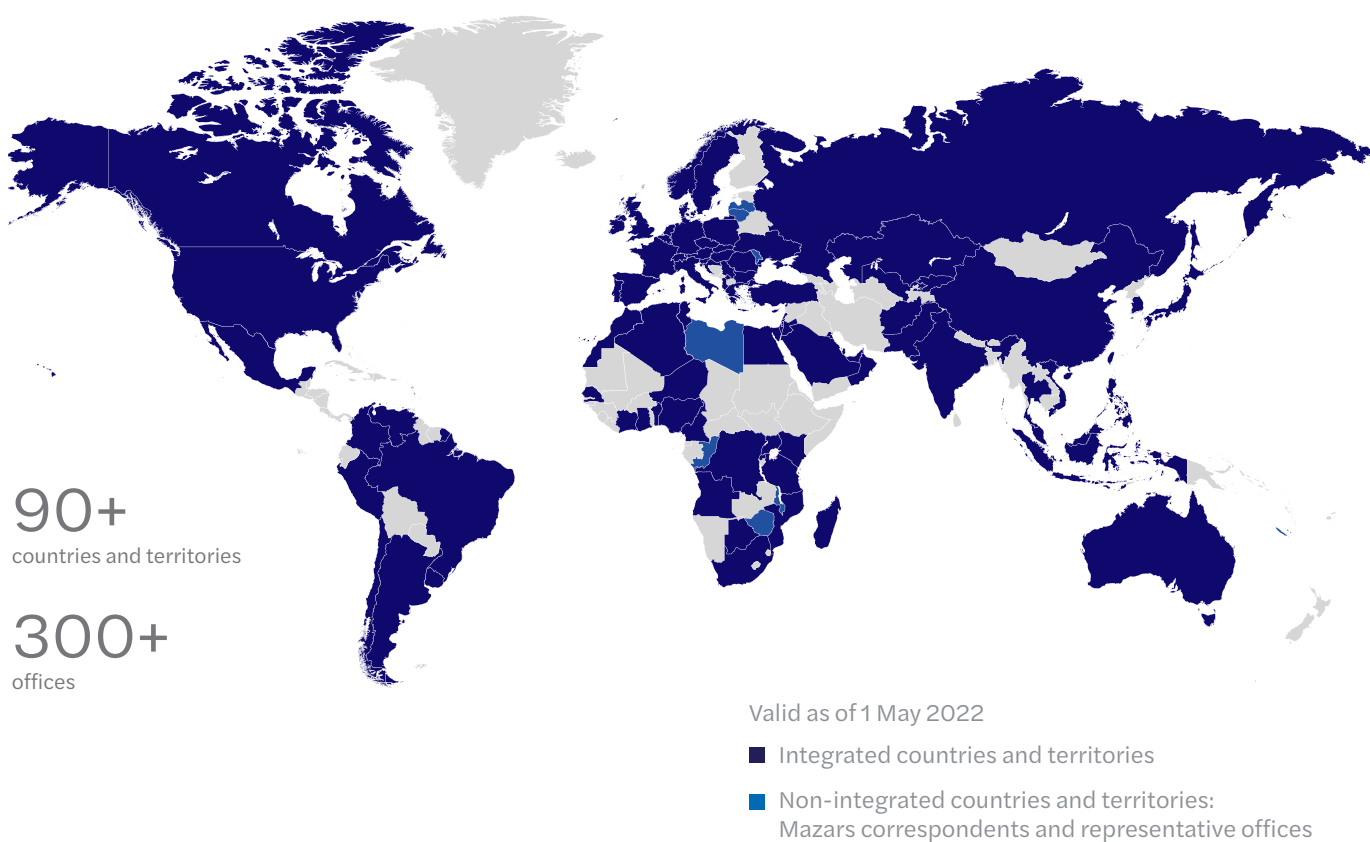 90+
countries and territories
300+
offices
Valid as of 1 May 2022
Integrated countries and territories
Non-integrated countries and territories:
Mazars correspondents and representative offices